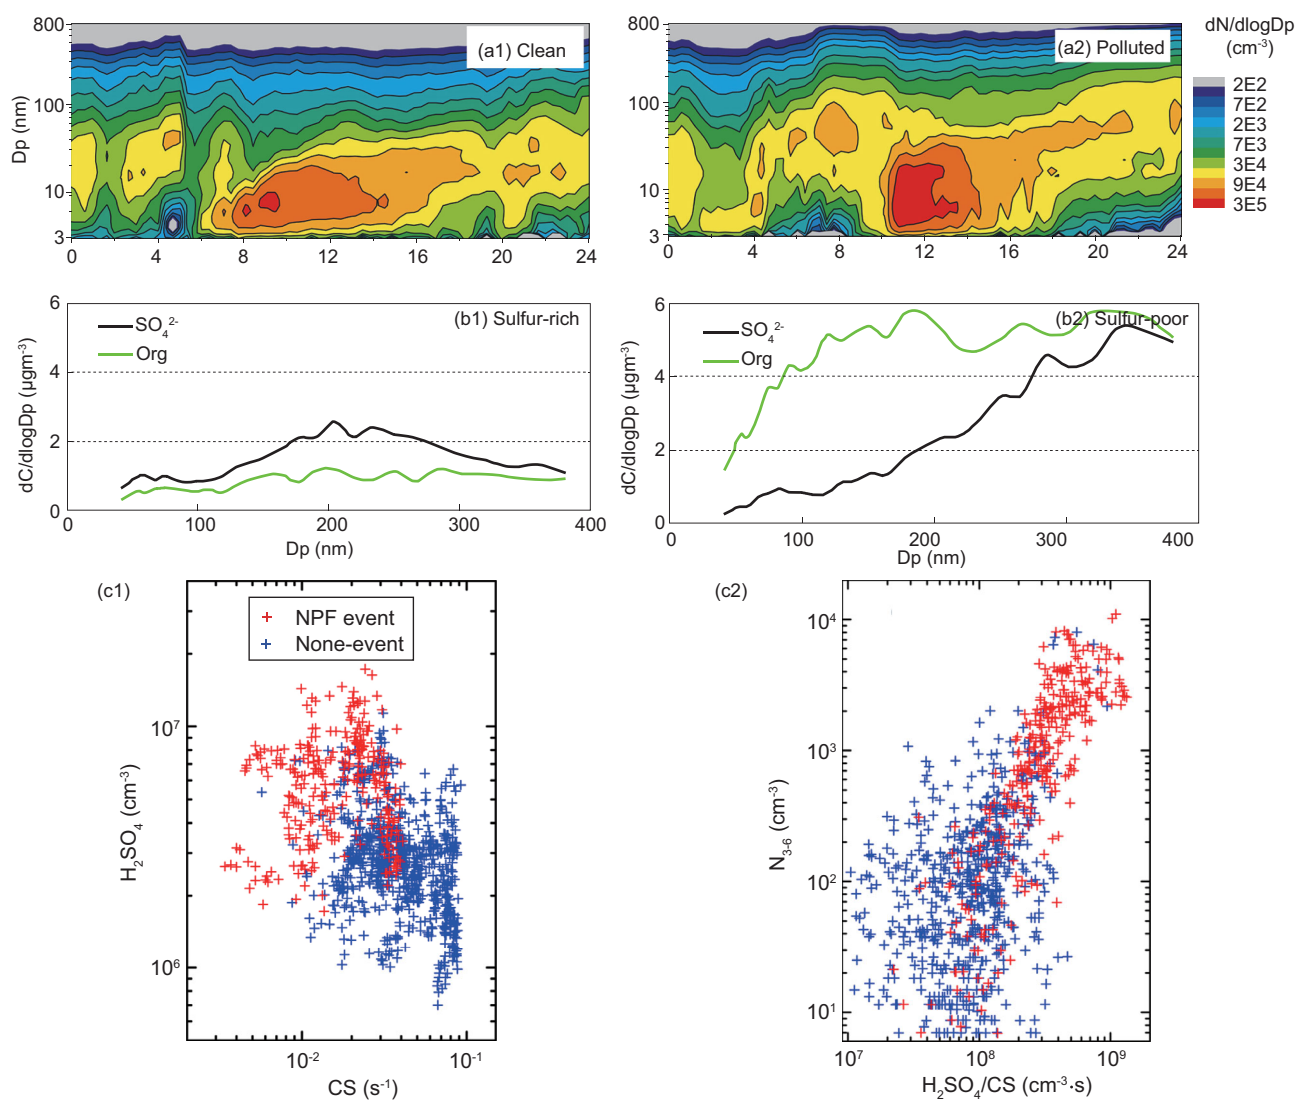 800
100
10
3
Dp (nm)
(a1) Clean
0
4
8
12
16
20
24
800
100
10
3
(a2) Polluted
0
4
8
12
16
20
24
dN/dlogDp
(cm⁻³)
2E2
7E2
2E3
7E3
3E4
9E4
3E5
6
4
2
0
dC/dlogDp (μgm⁻³)
SO₄²⁻
Org
(b1) Sulfur-rich
0
100
200
300
400
Dp (nm)
6
4
2
0
dC/dlogDp (μgm⁻³)
SO₄²⁻
Org
(b2) Sulfur-poor
0
100
200
300
400
Dp (nm)
(c1)
NPF event
None-event
10⁷
10⁶
H₂SO₄ (cm⁻³)
10⁻²
10⁻¹
CS (s⁻¹)
(c2)
10⁴
10³
10²
10¹
N₃₋₆ (cm⁻³)
10⁷
10⁸
10⁹
H₂SO₄/CS (cm⁻³·s)